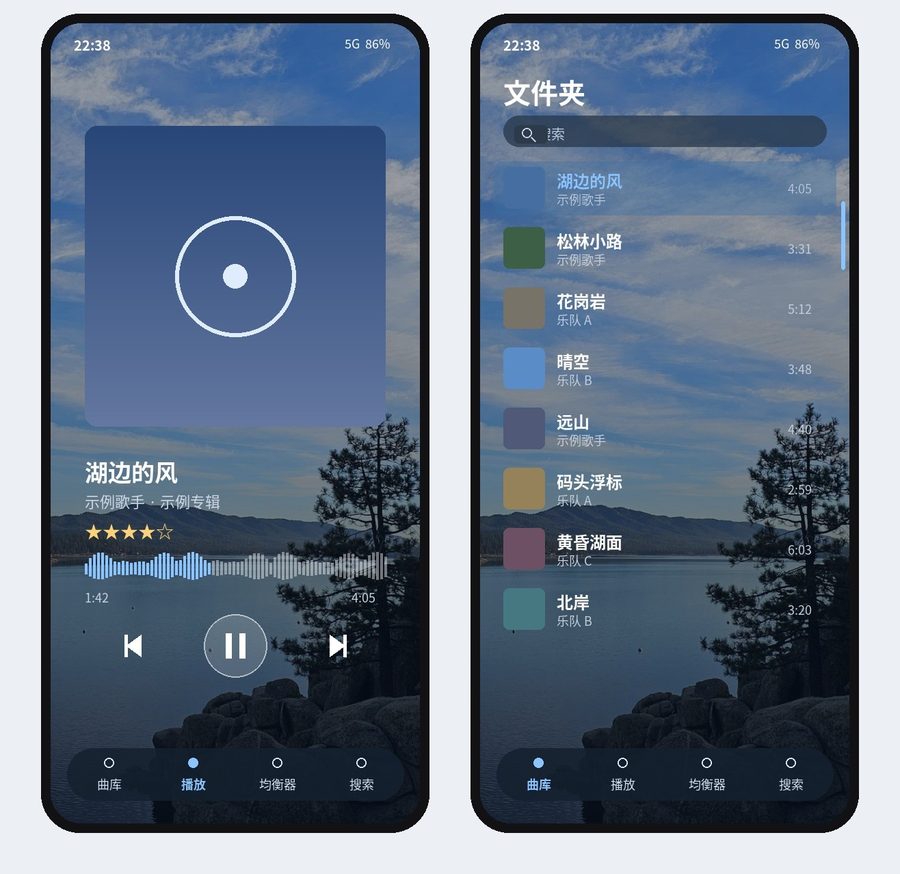 22:38
5G 86%
湖边的风
示例歌手 · 示例专辑
★★★★☆
1:42
4:05
曲库
播放
均衡器
搜索
22:38
5G 86%
文件夹
搜索
湖边的风
示例歌手
4:05
松林小路
示例歌手
3:31
花岗岩
乐队 A
5:12
晴空
乐队 B
3:48
远山
示例歌手
4:40
码头浮标
乐队 A
2:59
黄昏湖面
乐队 C
6:03
北岸
乐队 B
3:20
曲库
播放
均衡器
搜索